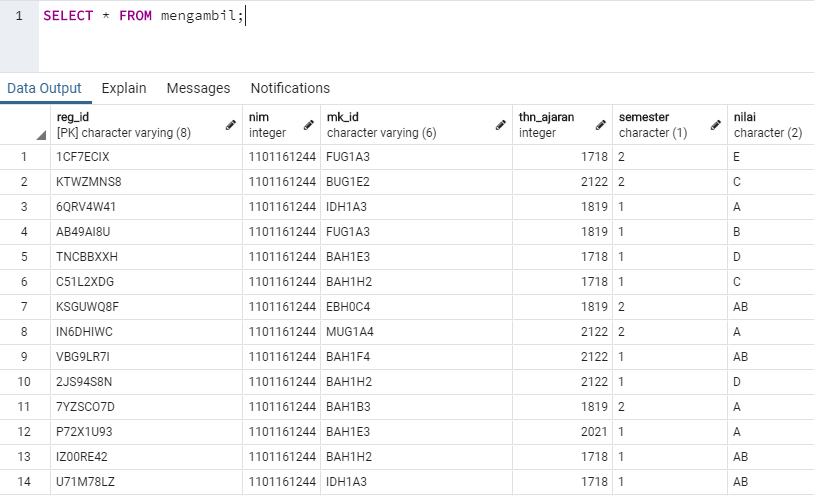 1 SELECT * FROM mengambil;
Data Output Explain Messages Notifications
reg_id nim mk_id thn_ajaran semester nilai
[PK] character varying (8) integer character varying (6) integer character (1) character (2)
1 1CF7ECIX 1101161244 FUG1A3 1718 2 E
2 KTWZMNS8 1101161244 BUG1E2 2122 2 C
3 6QRV4W41 1101161244 IDH1A3 1819 1 A
4 AB49AI8U 1101161244 FUG1A3 1819 1 B
5 TNCBBXXH 1101161244 BAH1E3 1718 1 D
6 C51L2XDG 1101161244 BAH1H2 1718 1 C
7 KSGUWQ8F 1101161244 EBH0C4 1819 2 AB
8 IN6DHIWC 1101161244 MUG1A4 2122 2 A
9 VBG9LR7I 1101161244 BAH1F4 2122 1 AB
10 2JS94S8N 1101161244 BAH1H2 2122 1 D
11 7YZSCO7D 1101161244 BAH1B3 1819 2 A
12 P72X1U93 1101161244 BAH1E3 2021 1 A
13 IZ00RE42 1101161244 BAH1H2 1718 1 AB
14 U71M78LZ 1101161244 IDH1A3 1718 1 AB